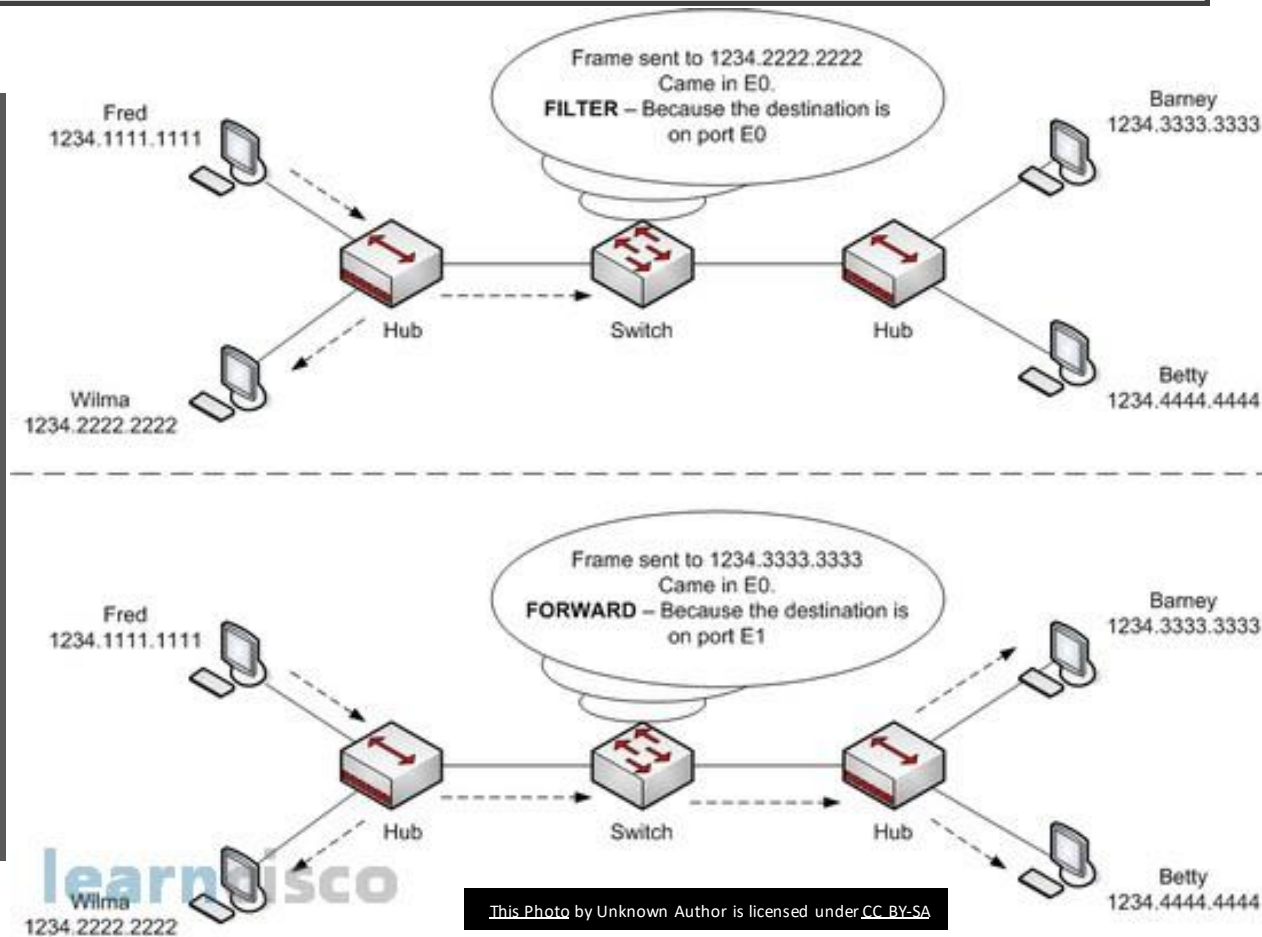 Frame sent to 1234.2222.2222
Came in E0.
FILTER – Because the destination is
on port E0
Fred
1234.1111.1111
Barney
1234.3333.3333
Hub
Switch
Hub
Wilma
1234.2222.2222
Betty
1234.4444.4444
Frame sent to 1234.3333.3333
Came in E0.
FORWARD – Because the destination is
on port E1
Fred
1234.1111.1111
Barney
1234.3333.3333
Hub
Switch
Hub
Wilma
1234.2222.2222
Betty
1234.4444.4444
This Photo by Unknown Author is licensed under CC BY-SA